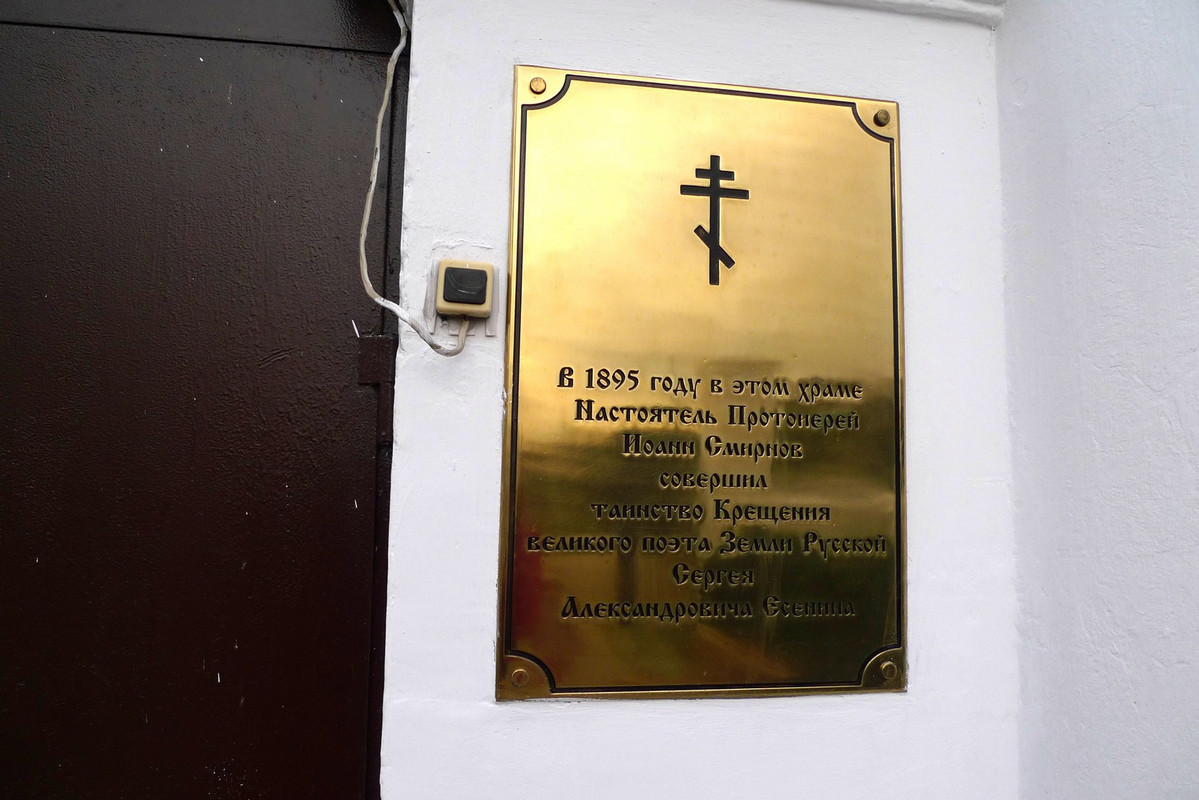 В 1895 году в этом храме
Настоятель Протоиерей
Иоанн Смирнов
совершил
таинство Крещения
великого поэта Земли Русской
Сергея
Александровича Есенина